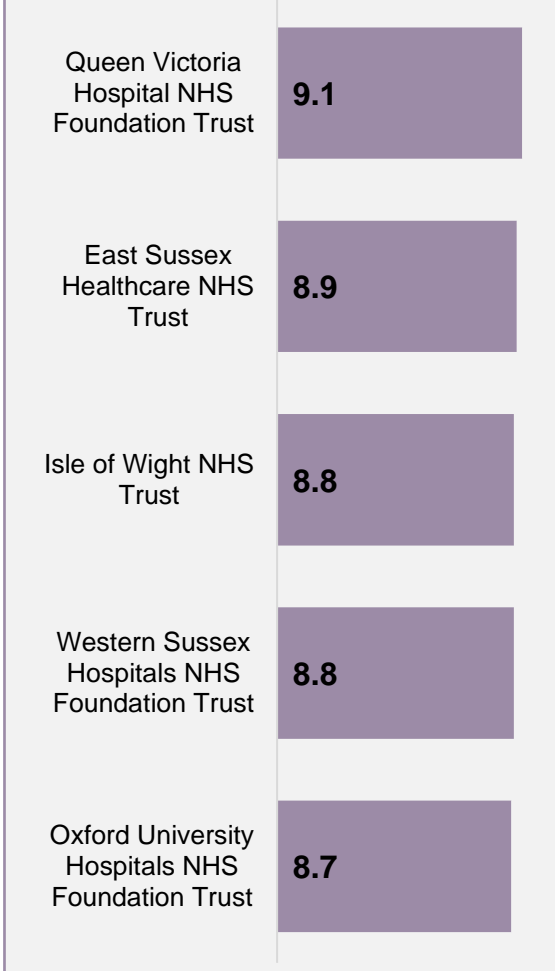 Queen Victoria
Hospital NHS
Foundation Trust
9.1
East Sussex
Healthcare NHS
Trust
8.9
Isle of Wight NHS
Trust
8.8
Western Sussex
Hospitals NHS
Foundation Trust
8.8
Oxford University
Hospitals NHS
Foundation Trust
8.7